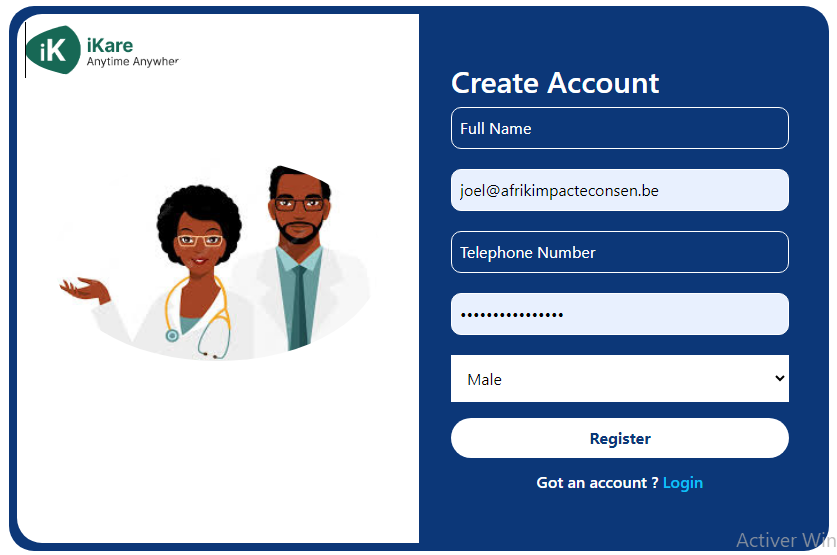 iK
iKare
Anytime Anywher
Create Account
Full Name
joel@afrikimpacteconsen.be
Telephone Number
••••••••••••••••
Male
Register
Got an account ? Login
Activer Win